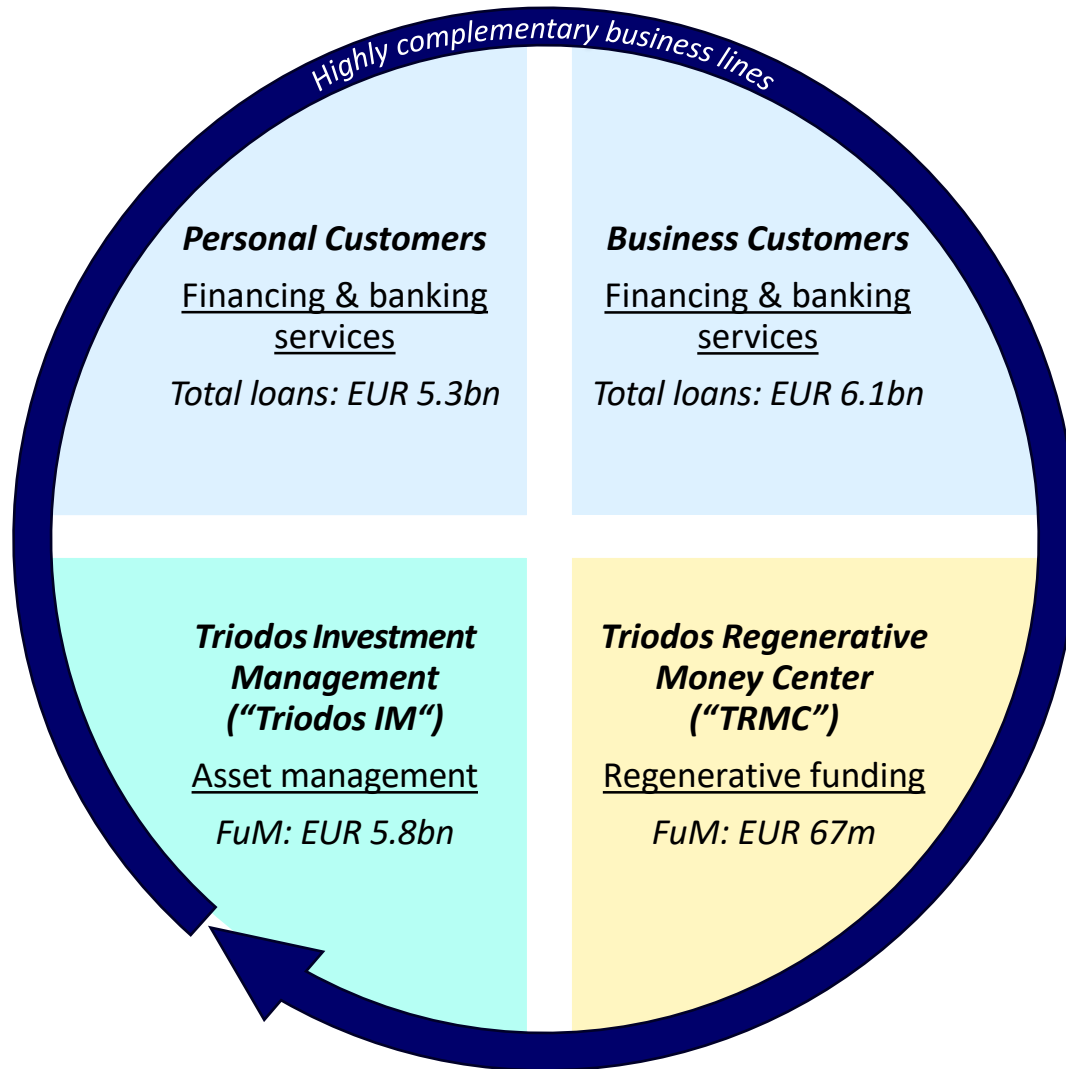 Highly complementary business lines
Personal Customers
Financing & banking
services
Total loans: EUR 5.3bn
Business Customers
Financing & banking
services
Total loans: EUR 6.1bn
Triodos Investment
Management
(“Triodos IM“)
Asset management
FuM: EUR 5.8bn
Triodos Regenerative
Money Center
(“TRMC”)
Regenerative funding
FuM: EUR 67m